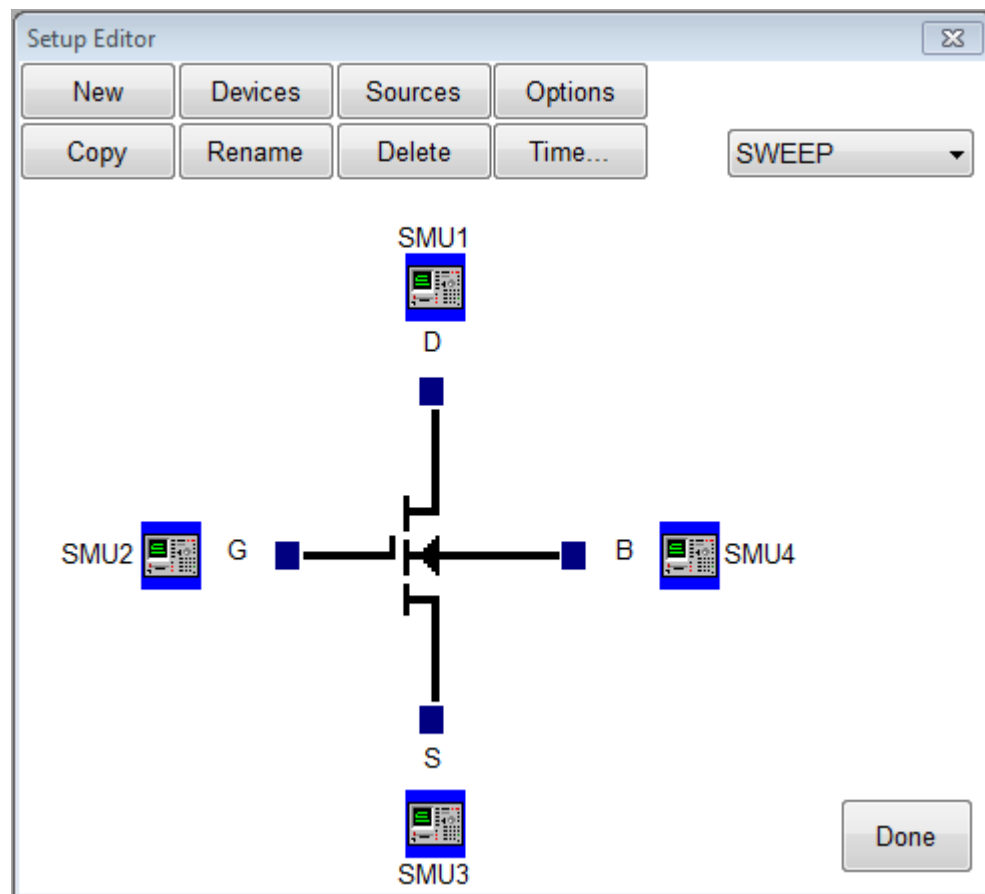 Setup Editor
New Devices Sources Options
Copy Rename Delete Time...
SWEEP
SMU1
D
SMU2 G B SMU4
S
Done
SMU3